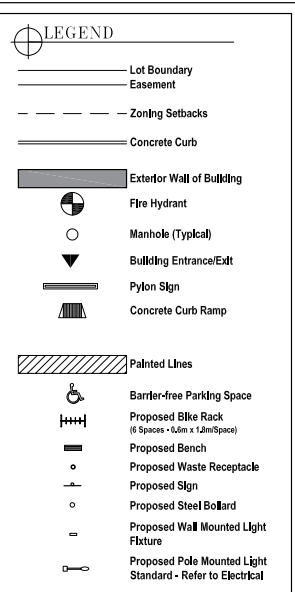 LEGEND
Lot Boundary
Easement
Zoning Setbacks
Concrete Curb
Exterior Wall of Building
Fire Hydrant
Manhole (Typical)
Building Entrance/Exit
Pylon Sign
Concrete Curb Ramp
Painted Lines
Barrier-free Parking Space
Proposed Bike Rack
(6 Spaces - 0.6m x 1.8m/Space)
Proposed Bench
Proposed Waste Receptacle
Proposed Sign
Proposed Steel Bollard
Proposed Wall Mounted Light
Fixture
Proposed Pole Mounted Light
Standard - Refer to Electrical